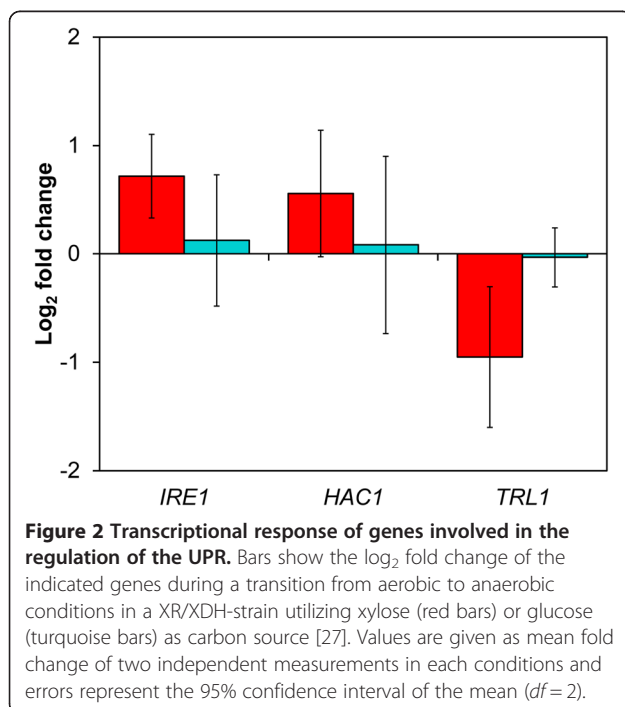 2
1
0
-1
-2
Log₂ fold change
IRE1 HAC1 TRL1
Figure 2 Transcriptional response of genes involved in the
regulation of the UPR. Bars show the log₂ fold change of the
indicated genes during a transition from aerobic to anaerobic
conditions in a XR/XDH-strain utilizing xylose (red bars) or glucose
(turquoise bars) as carbon source [27]. Values are given as mean fold
change of two independent measurements in each conditions and
errors represent the 95% confidence interval of the mean (df = 2).